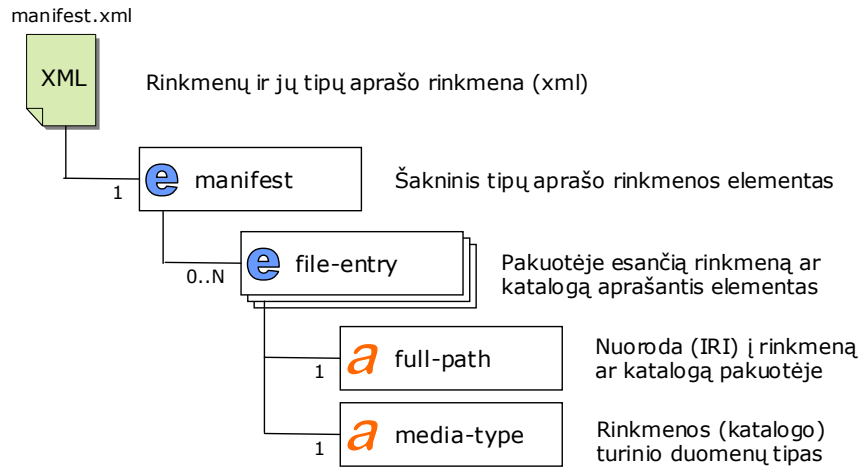 manifest.xml
XML
Rinkmenų ir jų tipų aprašo rinkmena (xml)
1
e manifest
Šakninis tipų aprašo rinkmenos elementas
0..N
e file-entry
Pakuotėje esančią rinkmeną ar
katalogą aprašantis elementas
1
a full-path
Nuoroda (IRI) į rinkmeną
ar katalogą pakuotėje
1
a media-type
Rinkmenos (katalogo)
turinio duomenų tipas